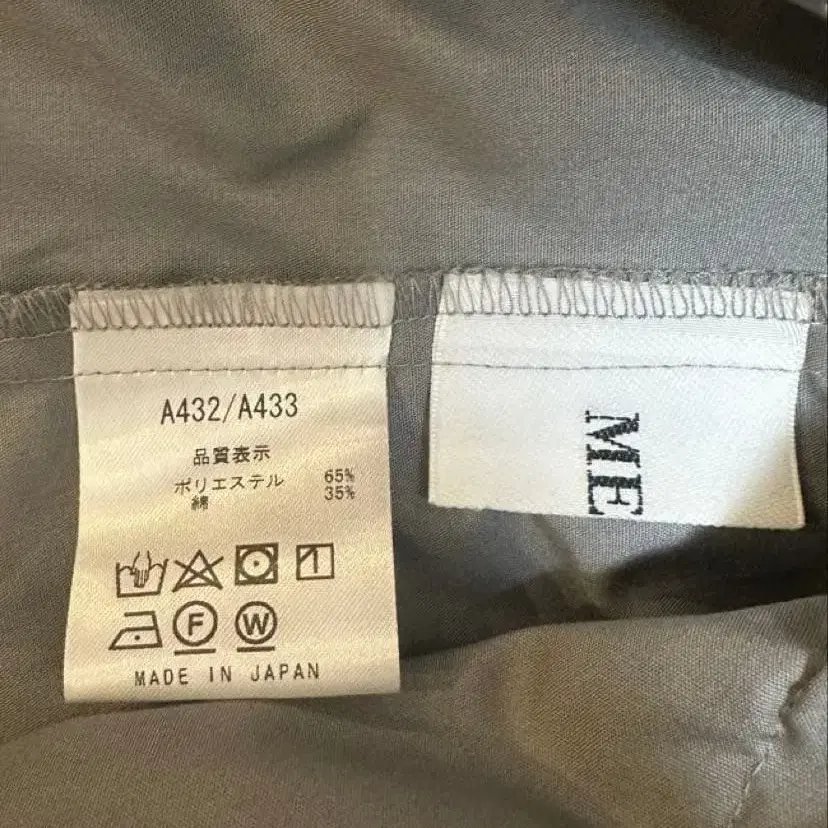 A432/A433
品質表示
ポリエステル 65%
綿 35%
F W
MADE IN JAPAN
ME